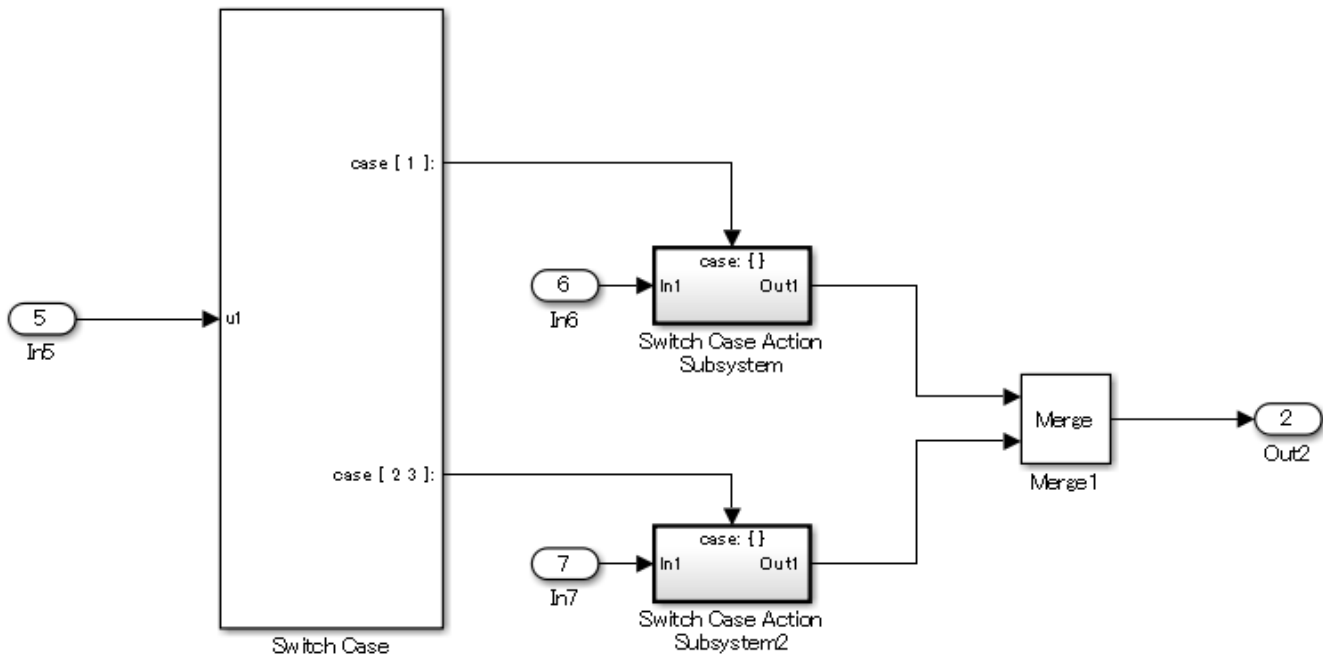 case [ 1 ]:
case: { }
6
In1
Out1
In6
Switch Case Action
Subsystem
5
u1
In5
Merge
2
Merge1
Out2
case [ 2 3 ]:
case: { }
7
In1
Out1
In7
Switch Case Action
Subsystem2
Switch Case